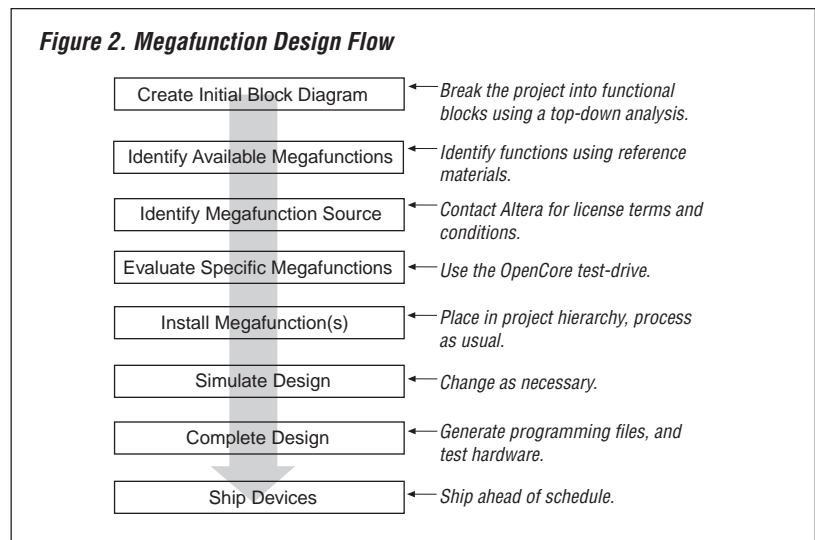 Figure 2. Megafunction Design Flow
Create Initial Block Diagram
Break the project into functional
blocks using a top-down analysis.
Identify Available Megafunctions
Identify functions using reference
materials.
Identify Megafunction Source
Contact Altera for license terms and
conditions.
Evaluate Specific Megafunctions
Use the OpenCore test-drive.
Install Megafunction(s)
Place in project hierarchy, process
as usual.
Simulate Design
Change as necessary.
Complete Design
Generate programming files, and
test hardware.
Ship Devices
Ship ahead of schedule.